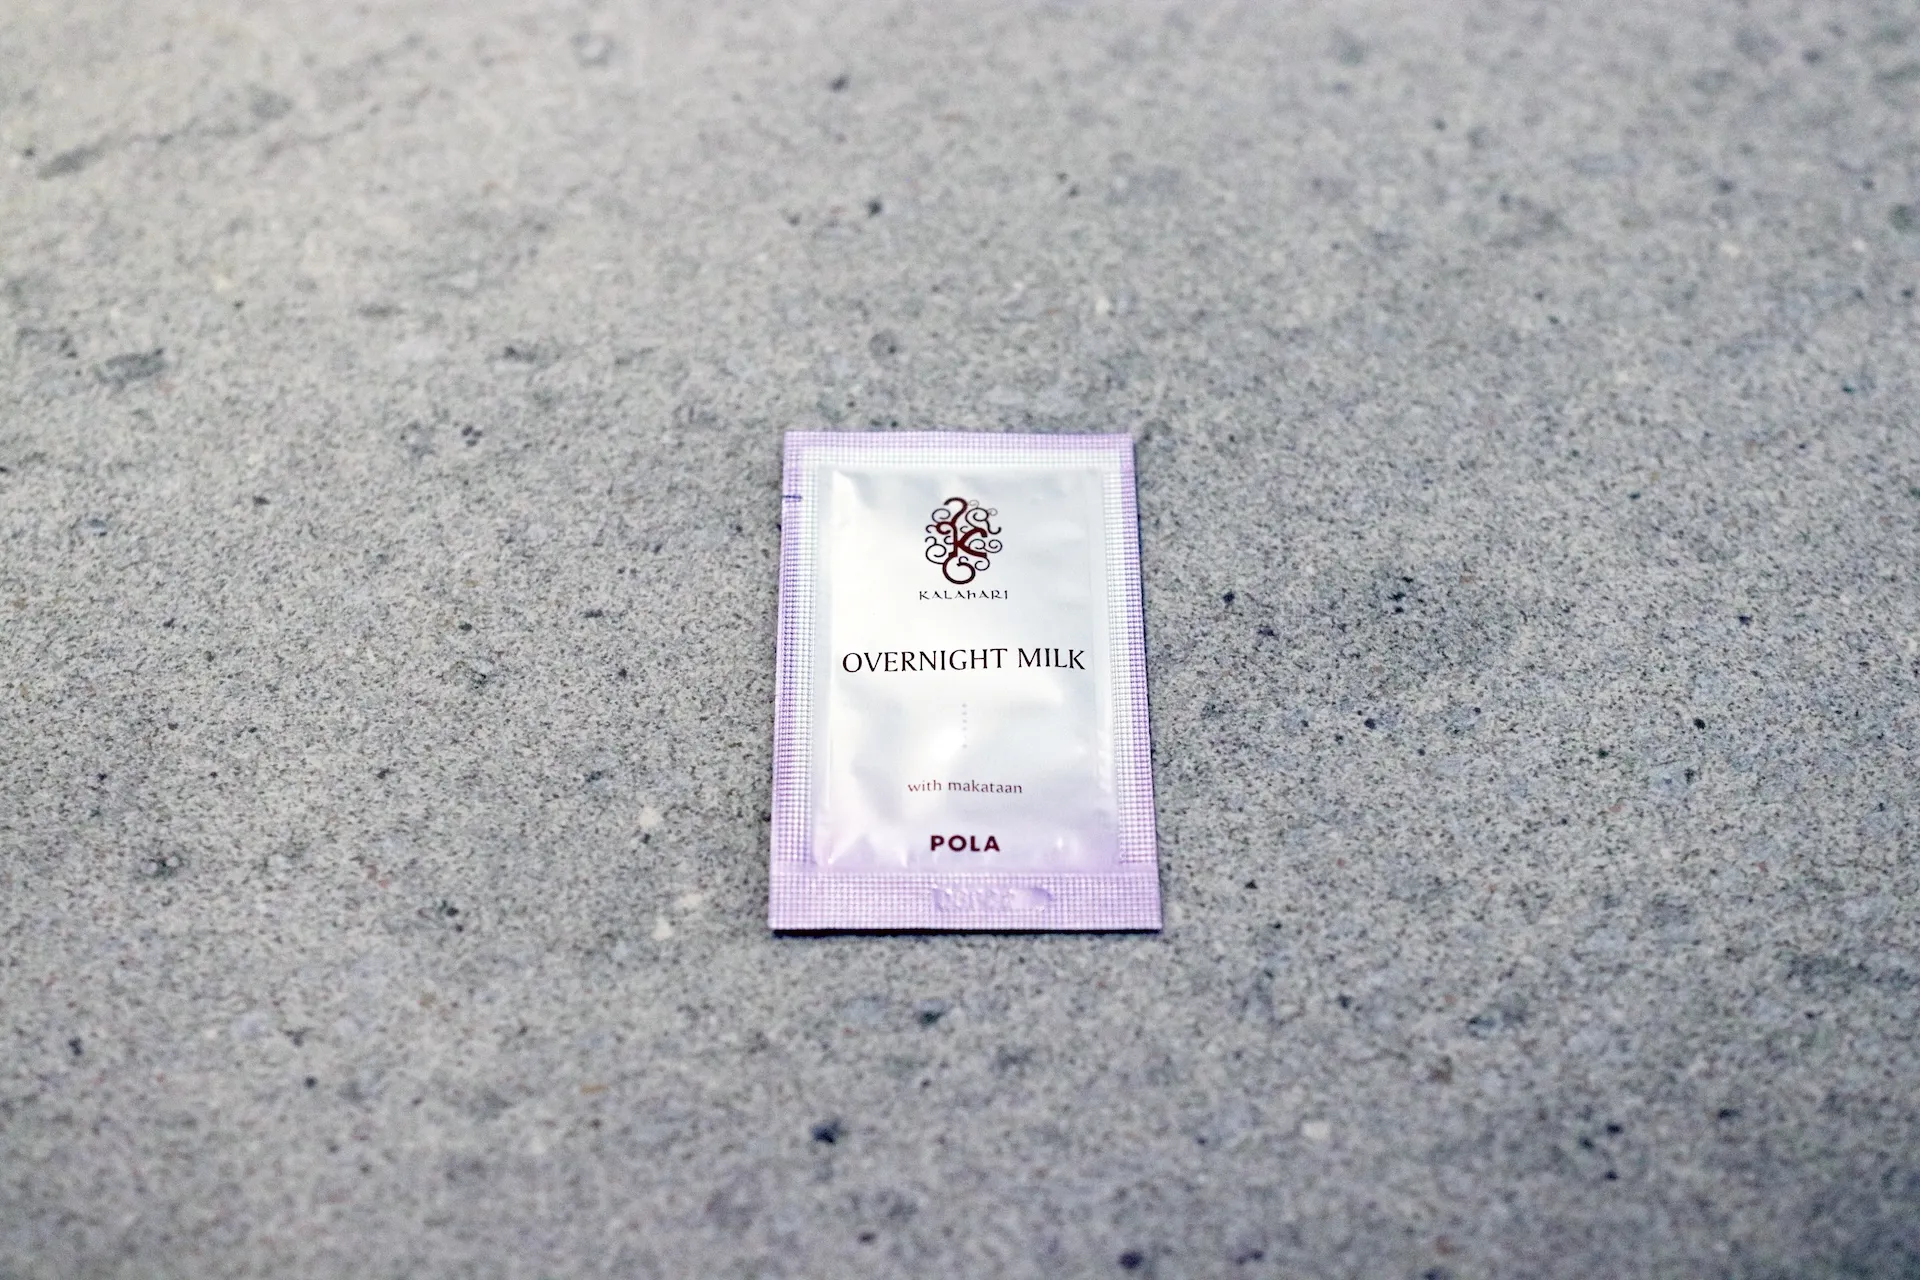 KALAHARI
OVERNIGHT MILK
with makataan
POLA